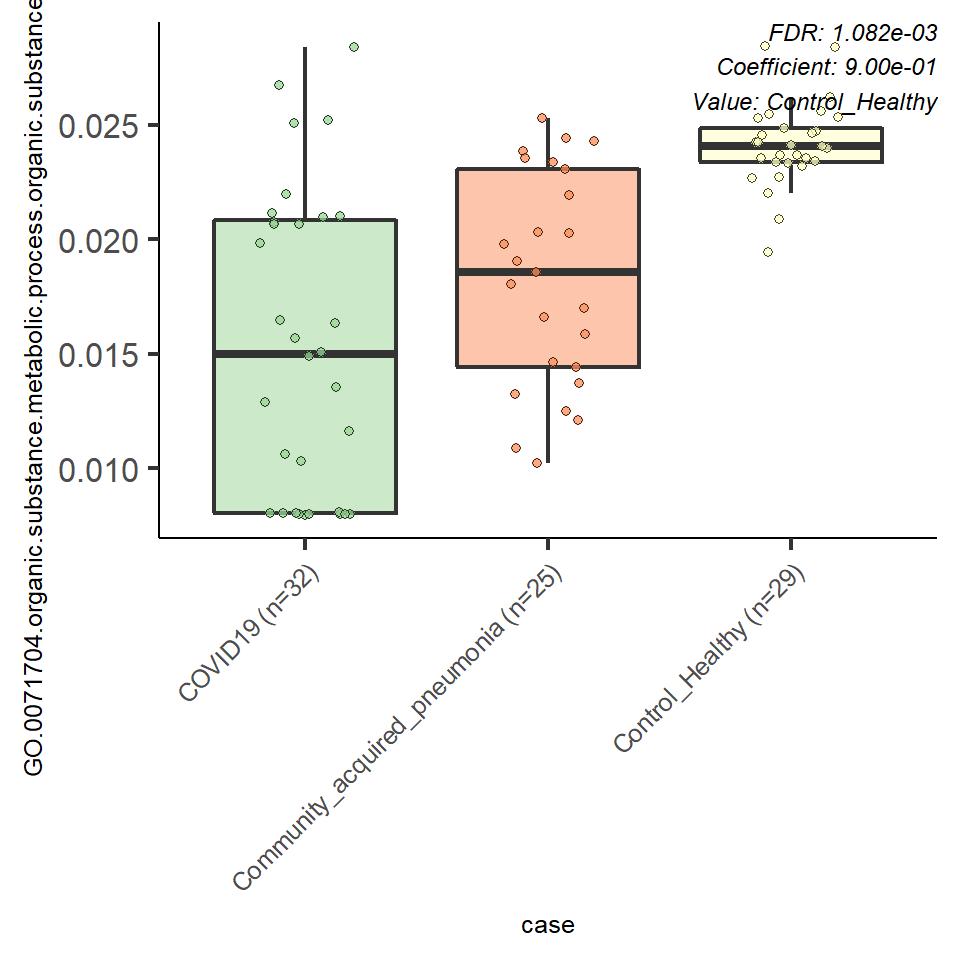 GO.0071704.organic.substance.metabolic.process.organic.substance
FDR: 1.082e-03
Coefficient: 9.00e-01
Value: Control_Healthy
0.025
0.020
0.015
0.010
COVID19 (n=32)
Community_acquired_pneumonia (n=25)
Control_Healthy (n=29)
case